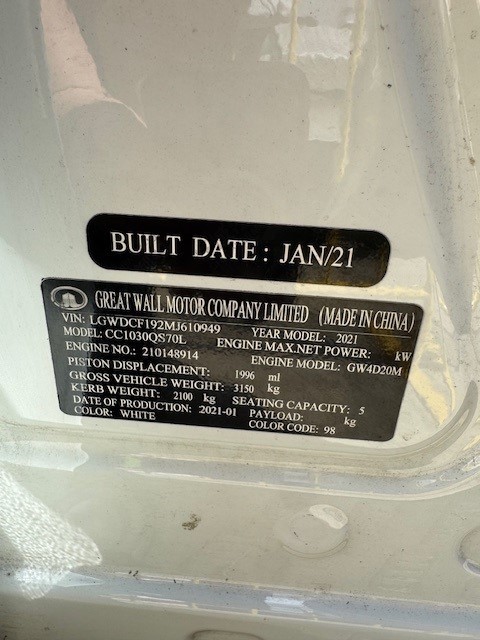 BUILT DATE: JAN/21
GREAT WALL MOTOR COMPANY LIMITED (MADE IN CHINA)
VIN: LGWDCF192MJ610949 YEAR MODEL: 2021
MODEL: CC1030QS70L ENGINE MAX.NET POWER: kW
ENGINE NO.: 210148914 ENGINE MODEL: GW4D20M
PISTON DISPLACEMENT: 1996 ml
GROSS VEHICLE WEIGHT: 3150 kg
KERB WEIGHT: 2100 kg SEATING CAPACITY: 5
DATE OF PRODUCTION: 2021-01 PAYLOAD: kg
COLOR: WHITE COLOR CODE: 98